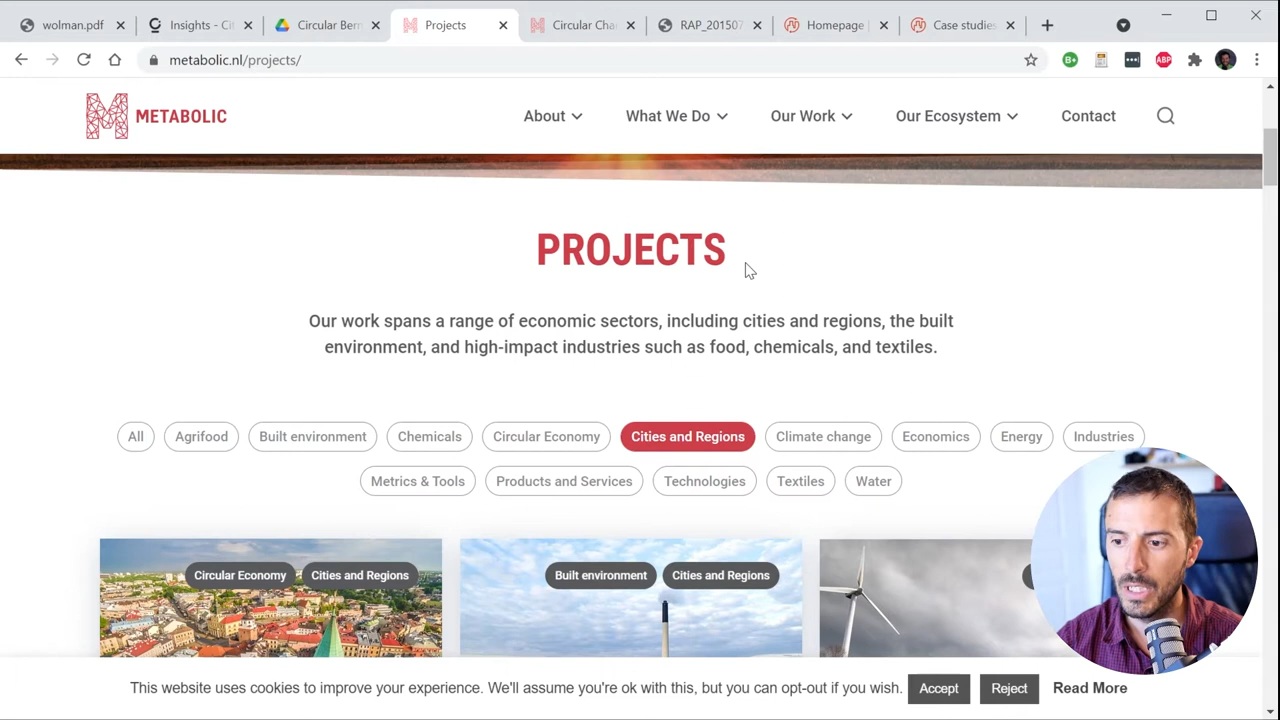 wolman.pdf
Insights - Cit
Circular Bern
Projects
Circular Cha
RAP_201507
Homepage |
Case studies
metabolic.nl/projects/
B+
ABP
METABOLIC
About
What We Do
Our Work
Our Ecosystem
Contact
PROJECTS
Our work spans a range of economic sectors, including cities and regions, the built
environment, and high-impact industries such as food, chemicals, and textiles.
All
Agrifood
Built environment
Chemicals
Circular Economy
Cities and Regions
Climate change
Economics
Energy
Industries
Metrics & Tools
Products and Services
Technologies
Textiles
Water
Circular Economy
Cities and Regions
Built environment
Cities and Regions
This website uses cookies to improve your experience. We'll assume you're ok with this, but you can opt-out if you wish.
Accept
Reject
Read More